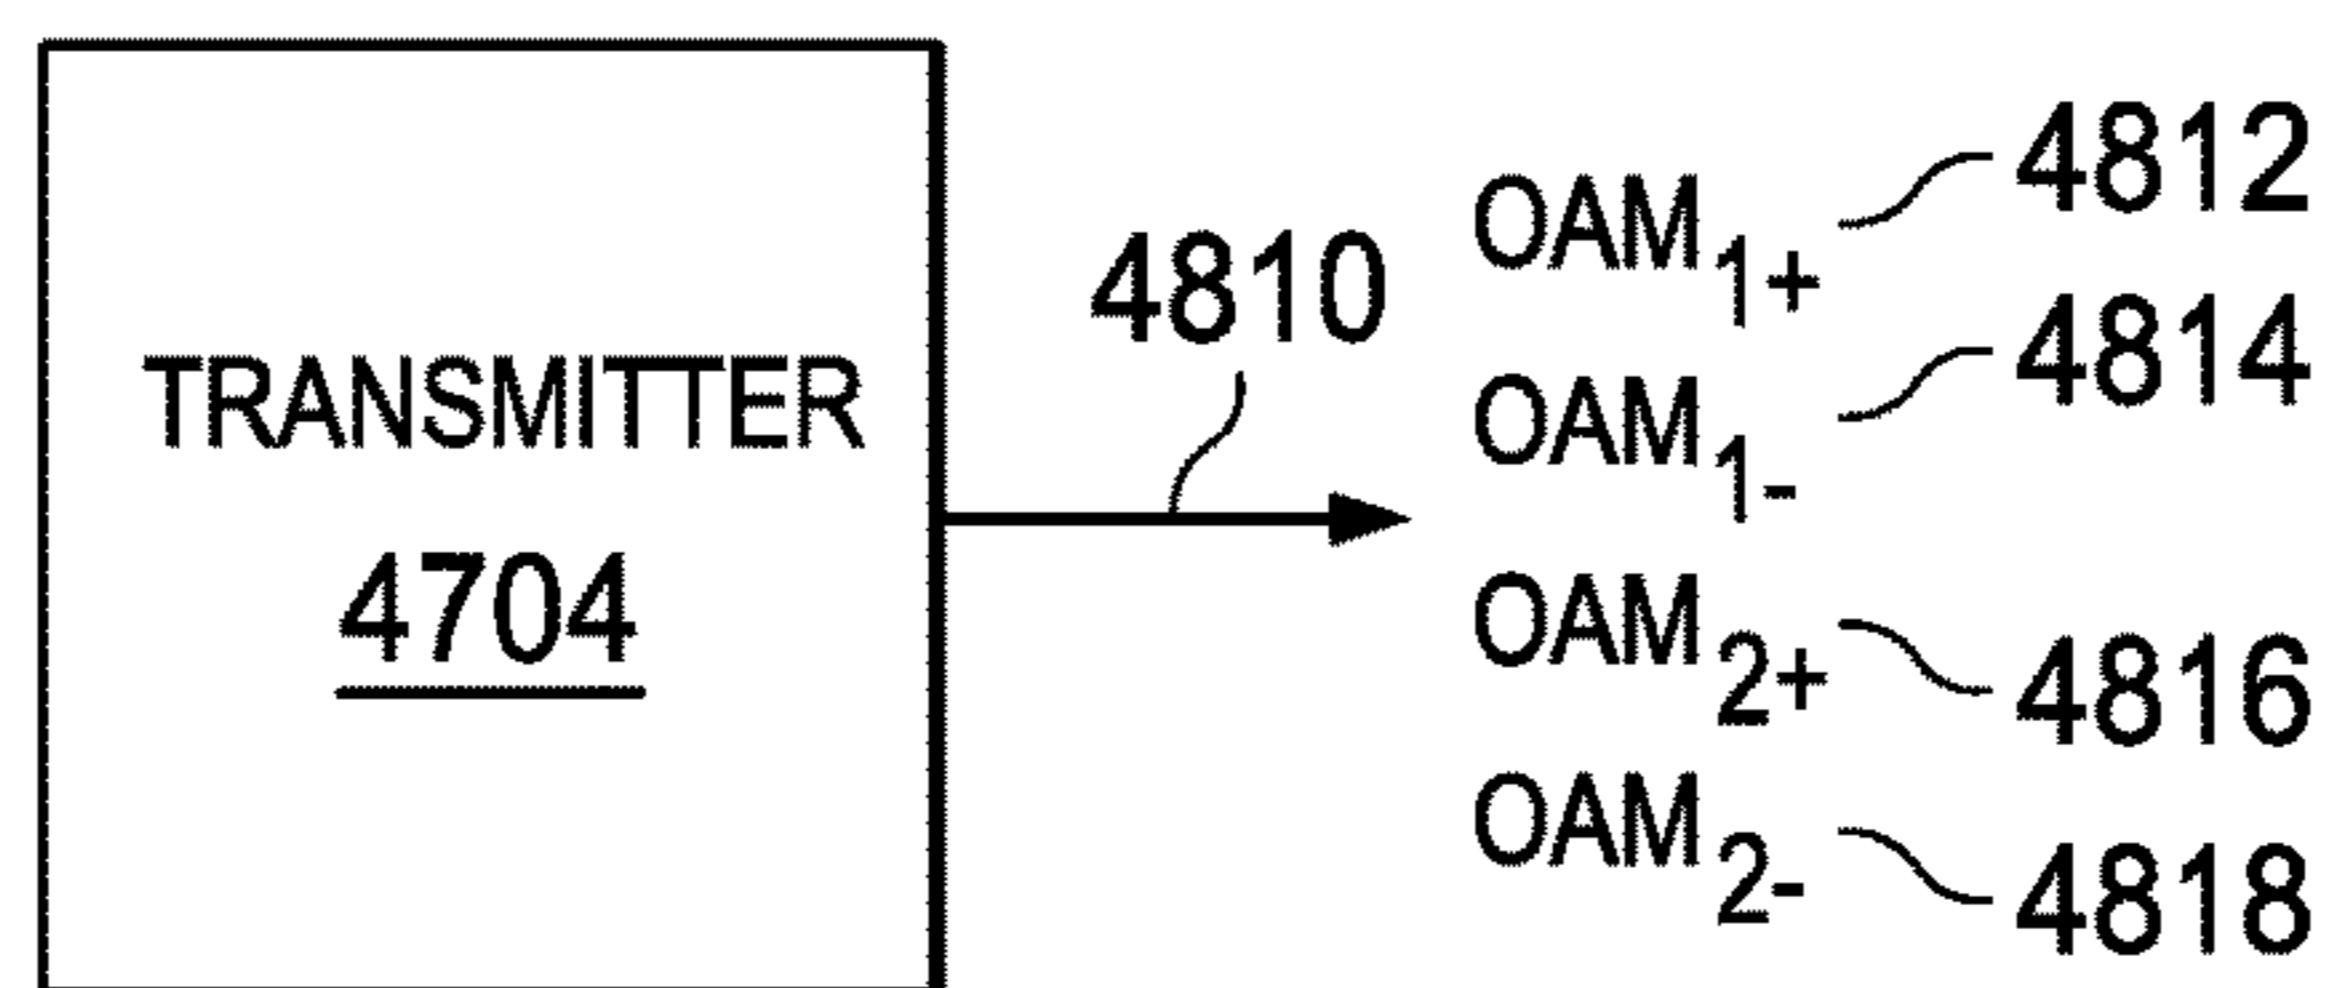 TRANSMITTER
4704
4810
OAM1+ 4812
OAM1- 4814
OAM2+ 4816
OAM2- 4818